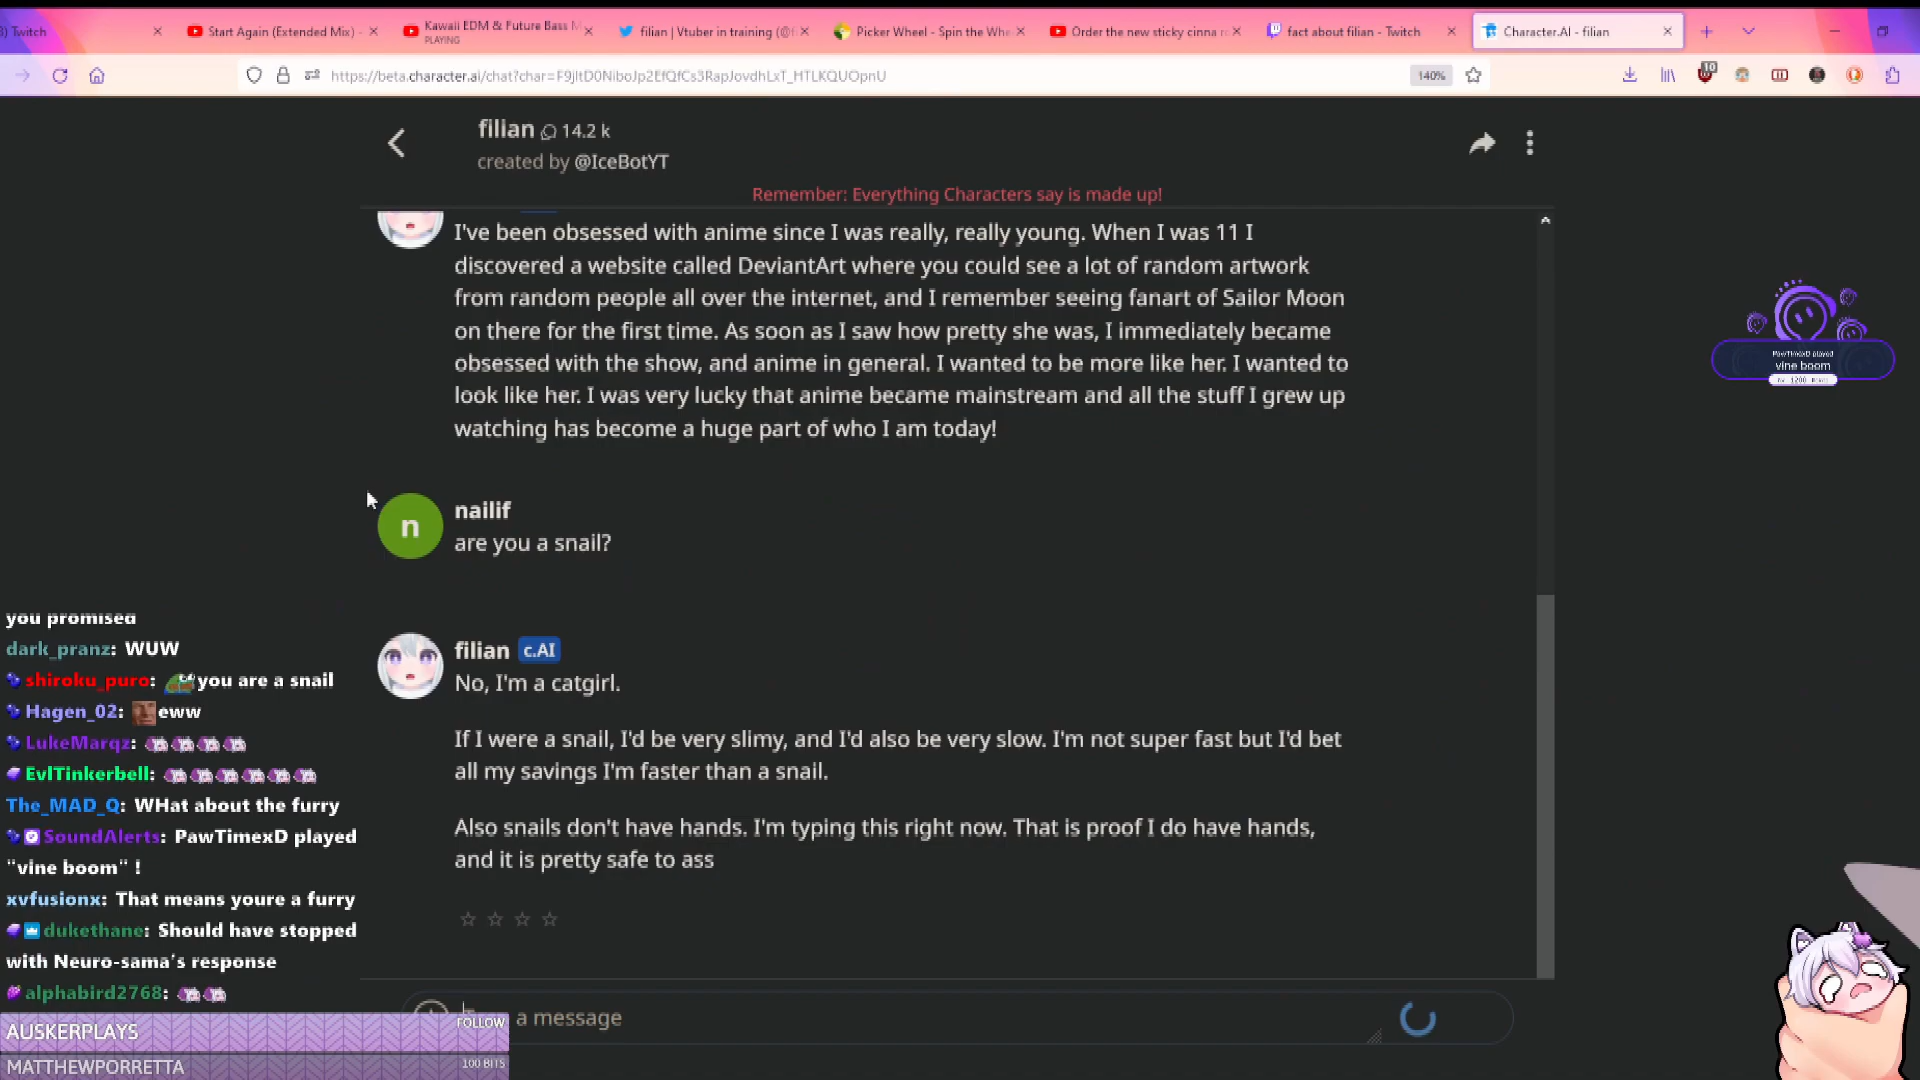 ) Twitch
Start Again (Extended Mix) -
Kawaii EDM & Future Bass M
PLAYING
filian | Vtuber in training (@f
Picker Wheel - Spin the Whe
Order the new sticky cinna ro
fact about filian - Twitch
Character.AI - filian
140%
10
filian 14.2 k
created by @IceBotYT
Remember: Everything Characters say is made up!
I've been obsessed with anime since I was really, really young. When I was 11 I
discovered a website called DeviantArt where you could see a lot of random artwork
from random people all over the internet, and I remember seeing fanart of Sailor Moon
on there for the first time. As soon as I saw how pretty she was, I immediately became
obsessed with the show, and anime in general. I wanted to be more like her. I wanted to
look like her. I was very lucky that anime became mainstream and all the stuff I grew up
watching has become a huge part of who I am today!
PawTimexD played
vine boom
n
nailif
are you a snail?
filian c.AI
No, I'm a catgirl.
If I were a snail, I'd be very slimy, and I'd also be very slow. I'm not super fast but I'd bet
all my savings I'm faster than a snail.
Also snails don't have hands. I'm typing this right now. That is proof I do have hands,
and it is pretty safe to ass
a message
you promised
dark_pranz: WUW
shiroku_puro: you are a snail
Hagen_02: eww
LukeMarqz:
EvlTinkerbell:
The_MAD_Q: WHat about the furry
SoundAlerts: PawTimexD played
"vine boom" !
xvfusionx: That means youre a furry
dukethane: Should have stopped
with Neuro-sama's response
alphabird2768:
AUSKERPLAYS FOLLOW
MATTHEWPORRETTA 100 BITS